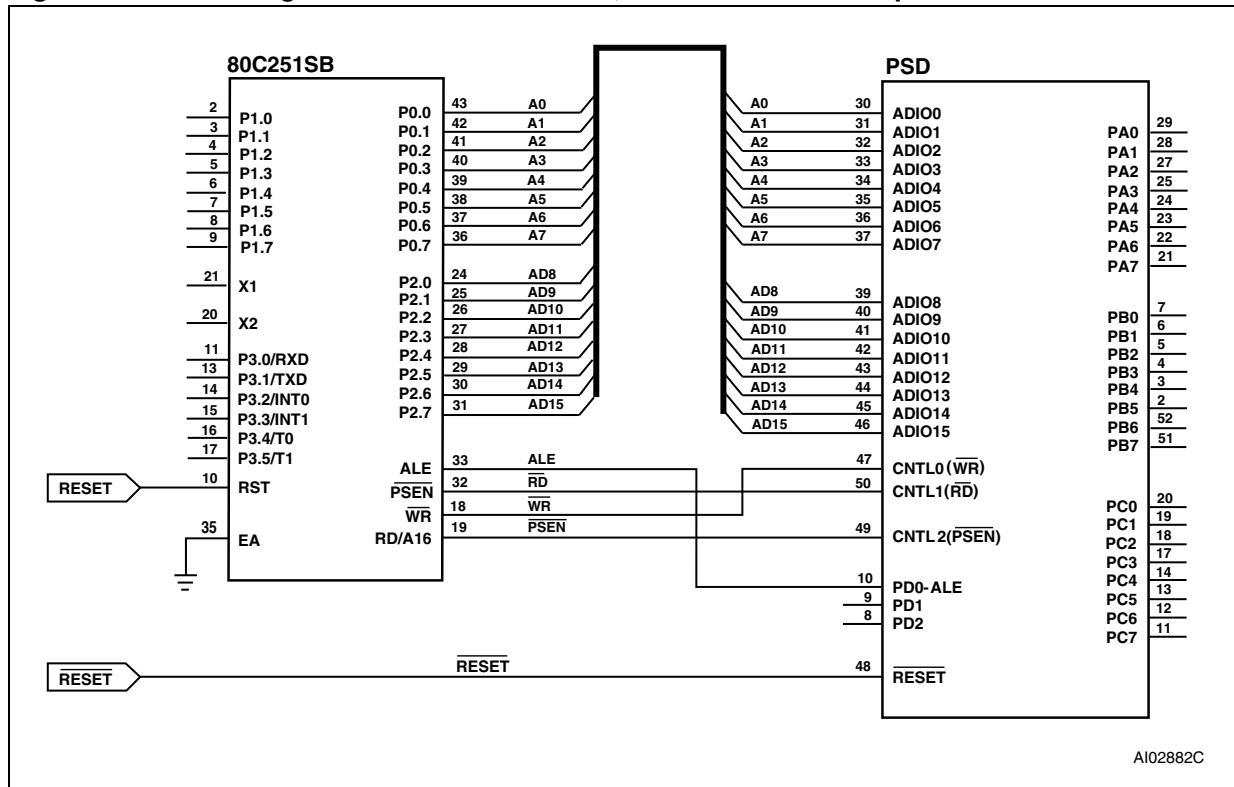 80C251SB
2 P1.0
3 P1.1
4 P1.2
5 P1.3
6 P1.4
7 P1.5
8 P1.6
9 P1.7
21 X1
20 X2
11 P3.0/RXD
13 P3.1/TXD
14 P3.2/INT0
15 P3.3/INT1
16 P3.4/T0
17 P3.5/T1
RESET 10 RST
35 EA
P0.0 43 A0
P0.1 42 A1
P0.2 41 A2
P0.3 40 A3
P0.4 39 A4
P0.5 38 A5
P0.6 37 A6
P0.7 36 A7
P2.0 24 AD8
P2.1 25 AD9
P2.2 26 AD10
P2.3 27 AD11
P2.4 28 AD12
P2.5 29 AD13
P2.6 30 AD14
P2.7 31 AD15
ALE 33 ALE
PSEN 32 RD
WR 18 WR
RD/A16 19 PSEN
PSD
A0 30 ADIO0
A1 31 ADIO1
A2 32 ADIO2
A3 33 ADIO3
A4 34 ADIO4
A5 35 ADIO5
A6 36 ADIO6
A7 37 ADIO7
AD8 39 ADIO8
AD9 40 ADIO9
AD10 41 ADIO10
AD11 42 ADIO11
AD12 43 ADIO12
AD13 44 ADIO13
AD14 45 ADIO14
AD15 46 ADIO15
47 CNTL0(WR)
50 CNTL1(RD)
49 CNTL2(PSEN)
10 PD0-ALE
9 PD1
8 PD2
RESET RESET 48 RESET
PA0 29
PA1 28
PA2 27
PA3 25
PA4 24
PA5 23
PA6 22
PA7 21
PB0 7
PB1 6
PB2 5
PB3 4
PB4 3
PB5 2
PB6 52
PB7 51
PC0 20
PC1 19
PC2 18
PC3 17
PC4 14
PC5 13
PC6 12
PC7 11
AI02882C